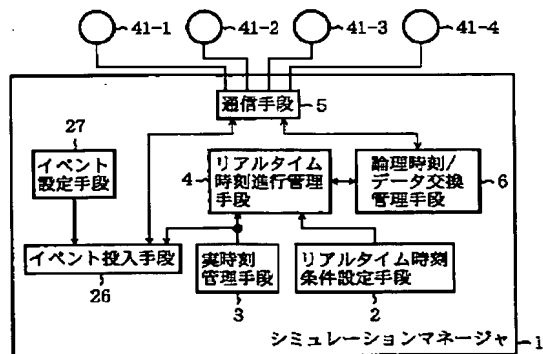 41-1
41-2
41-3
41-4
通信手段
5
27
イベント
設定手段
4
リアルタイム
時刻進行管理
手段
論理時刻/
データ交換
管理手段
6
イベント投入手段
26
実時刻
管理手段
3
リアルタイム時刻
条件設定手段
2
シミュレーションマネージャ
1